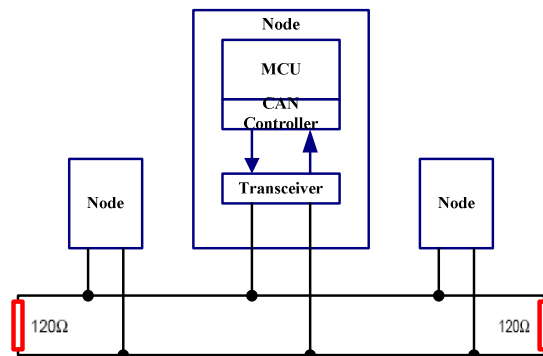 Node
MCU
CAN
Controller
Transceiver
Node
Node
120Ω
120Ω